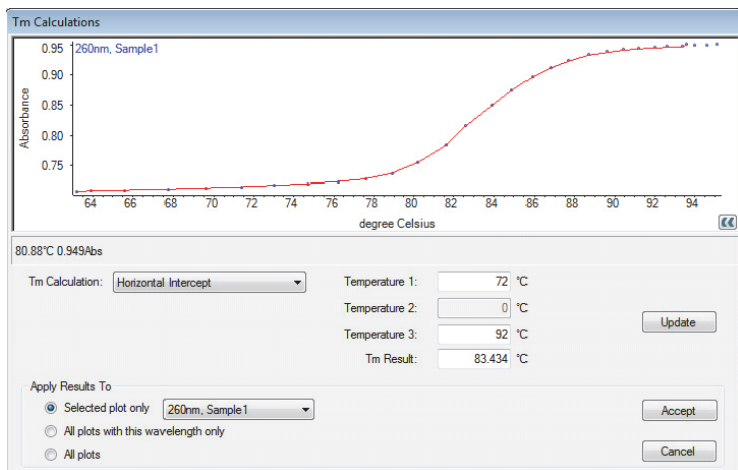 Tm Calculations
260nm, Sample1
0.95
0.90
0.85
0.80
0.75
Absorbance
64 66 68 70 72 74 76 78 80 82 84 86 88 90 92 94
degree Celsius
80.88°C 0.949Abs
Tm Calculation: Horizontal Intercept
Temperature 1: 72 °C
Temperature 2: 0 °C
Temperature 3: 92 °C
Tm Result: 83.434 °C
Update
Apply Results To
Selected plot only 260nm, Sample1
All plots with this wavelength only
All plots
Accept
Cancel